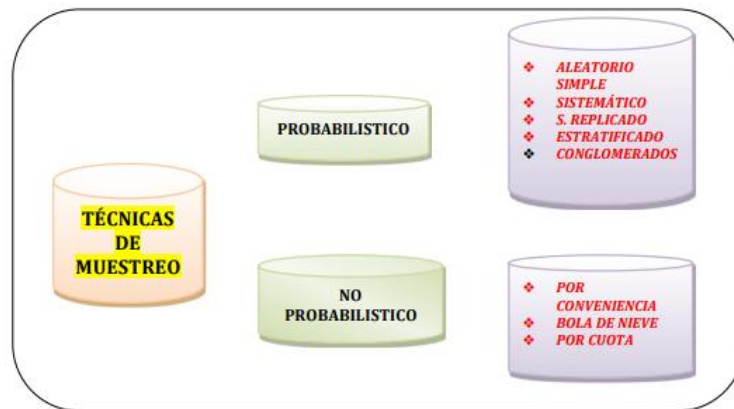 TÉCNICAS
DE
MUESTREO
PROBABILISTICO
❖ ALEATORIO
SIMPLE
❖ SISTEMÁTICO
❖ S. REPLICADO
❖ ESTRATIFICADO
❖ CONGLOMERADOS
NO
PROBABILISTICO
❖ POR
CONVENIENCIA
❖ BOLA DE NIEVE
❖ POR CUOTA